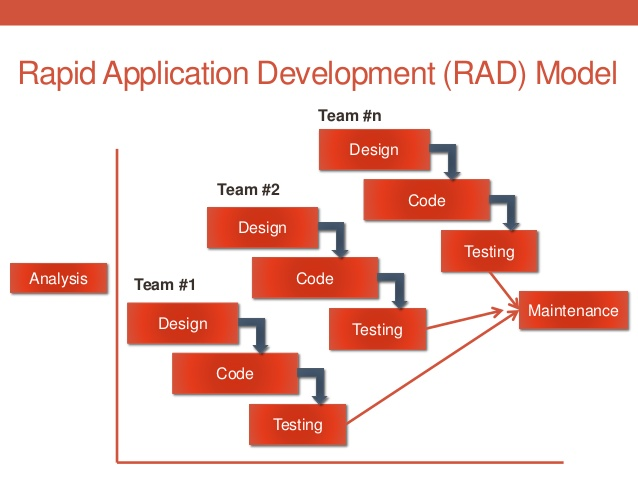 Rapid Application Development (RAD) Model
Team #n
Design
Code
Testing
Team #2
Design
Code
Testing
Analysis
Team #1
Design
Code
Testing
Maintenance